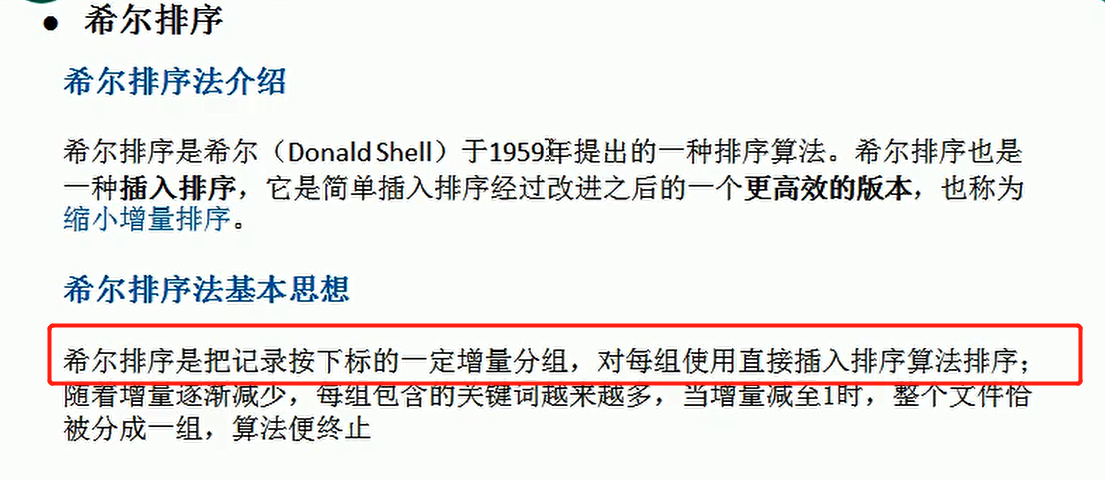 ● 希尔排序
希尔排序法介绍
希尔排序是希尔（Donald Shell）于1959年提出的一种排序算法。希尔排序也是
一种插入排序，它是简单插入排序经过改进之后的一个更高效的版本，也称为
缩小增量排序。
希尔排序法基本思想
希尔排序是把记录按下标的一定增量分组，对每组使用直接插入排序算法排序；
随着增量逐渐减少，每组包含的关键词越来越多，当增量减至1时，整个文件恰
被分成一组，算法便终止